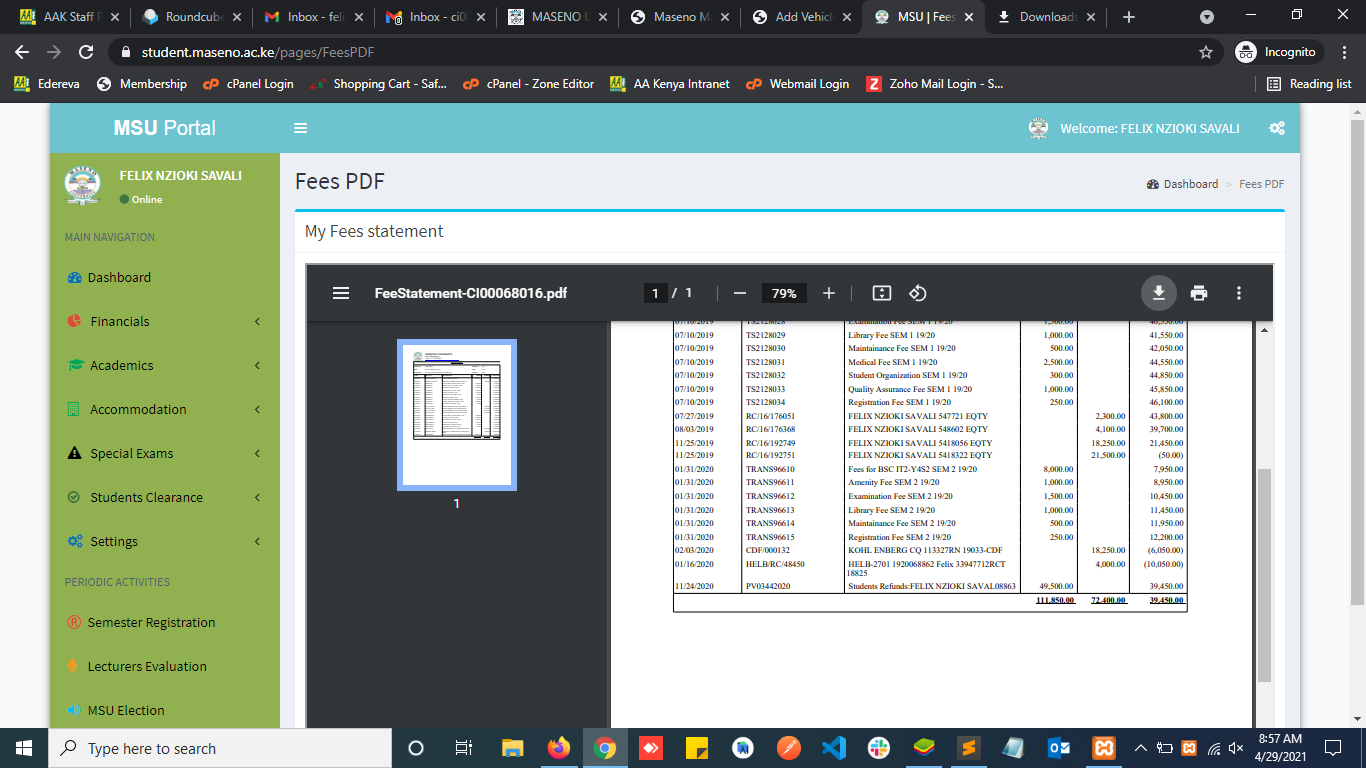 AAK Staff P
Roundcube
Inbox - feli
Inbox - ci00
MASENO U
Maseno Ma
Add Vehicl
MSU | Fees
Downloads
student.maseno.ac.ke/pages/FeesPDF
Incognito
Edereva
Membership
cPanel Login
Shopping Cart - Saf...
cPanel - Zone Editor
AA Kenya Intranet
Webmail Login
Zoho Mail Login - S...
Reading list
MSU Portal
Welcome: FELIX NZIOKI SAVALI
FELIX NZIOKI SAVALI
Online
MAIN NAVIGATION
Dashboard
Financials
Academics
Accommodation
Special Exams
Students Clearance
Settings
PERIODIC ACTIVITIES
Semester Registration
Lecturers Evaluation
MSU Election
Fees PDF
Dashboard > Fees PDF
My Fees statement
FeeStatement-CI00068016.pdf
1 / 1
79%
1
07/10/2019 TS2128028 Examination Fee SEM 1 19/20 1,500.00 40,550.00
07/10/2019 TS2128029 Library Fee SEM 1 19/20 1,000.00 41,550.00
07/10/2019 TS2128030 Maintainance Fee SEM 1 19/20 500.00 42,050.00
07/10/2019 TS2128031 Medical Fee SEM 1 19/20 2,500.00 44,550.00
07/10/2019 TS2128032 Student Organization SEM 1 19/20 300.00 44,850.00
07/10/2019 TS2128033 Quality Assurance Fee SEM 1 19/20 1,000.00 45,850.00
07/10/2019 TS2128034 Registration Fee SEM 1 19/20 250.00 46,100.00
07/27/2019 RC/16/176051 FELIX NZIOKI SAVALI 547721 EQTY 2,300.00 43,800.00
08/03/2019 RC/16/176368 FELIX NZIOKI SAVALI 548602 EQTY 4,100.00 39,700.00
11/25/2019 RC/16/192749 FELIX NZIOKI SAVALI 5418056 EQTY 18,250.00 21,450.00
11/25/2019 RC/16/192751 FELIX NZIOKI SAVALI 5418322 EQTY 21,500.00 (50.00)
01/31/2020 TRANS96610 Fees for BSC IT2-Y4S2 SEM 2 19/20 8,000.00 7,950.00
01/31/2020 TRANS96611 Amenity Fee SEM 2 19/20 1,000.00 8,950.00
01/31/2020 TRANS96612 Examination Fee SEM 2 19/20 1,500.00 10,450.00
01/31/2020 TRANS96613 Library Fee SEM 2 19/20 1,000.00 11,450.00
01/31/2020 TRANS96614 Maintainance Fee SEM 2 19/20 500.00 11,950.00
01/31/2020 TRANS96615 Registration Fee SEM 2 19/20 250.00 12,200.00
02/03/2020 CDF/000132 KOHL ENBERG CQ 113327RN 19033-CDF 18,250.00 (6,050.00)
01/16/2020 HELB/RC/48450 HELB-2701 1920068862 Felix 33947712RCT 4,000.00 (10,050.00)
18825
11/24/2020 PV03442020 Students Refunds:FELIX NZIOKI SAVAL08863 49,500.00 39,450.00
111,850.00 72,400.00 39,450.00
Type here to search
8:57 AM
4/29/2021